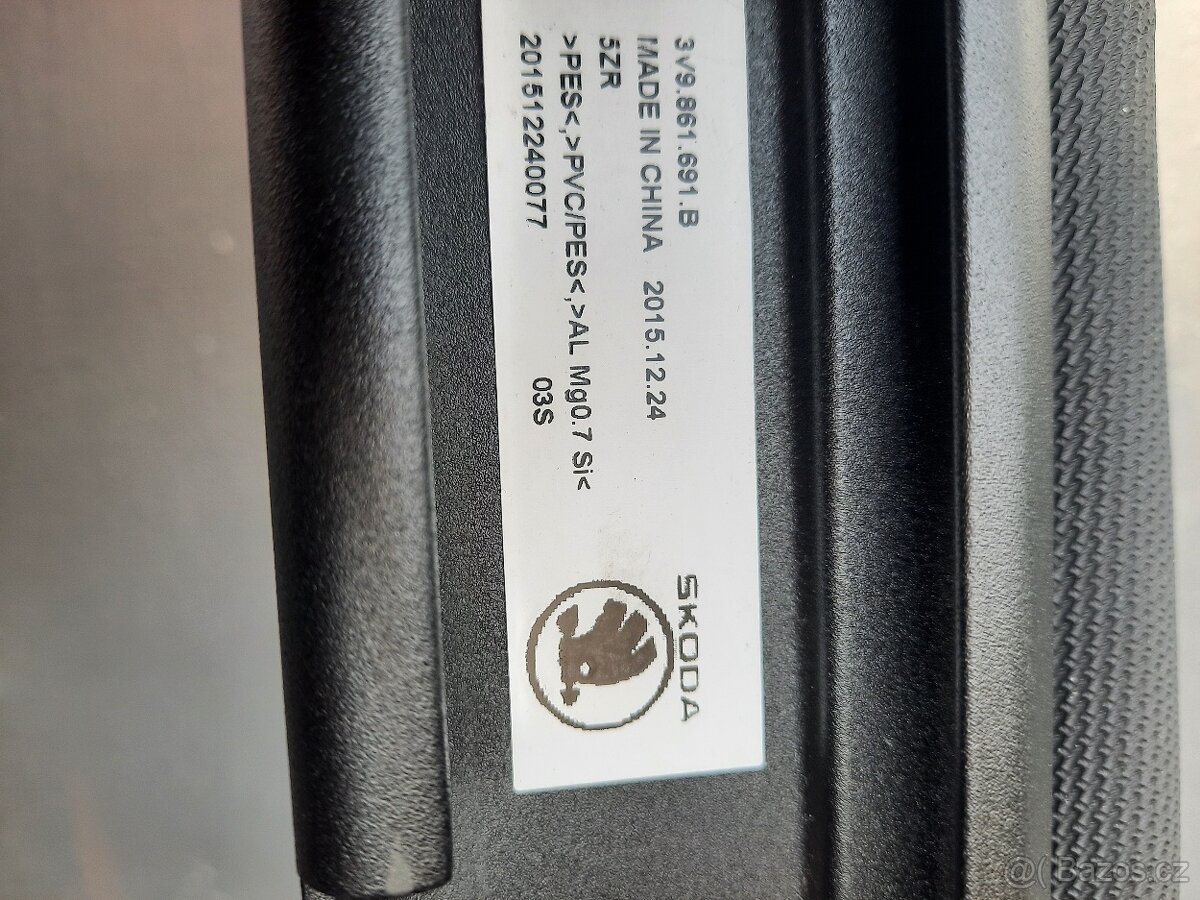 3V9.861.691.B
MADE IN CHINA 2015.12.24
5ZR
>PES<,>PVC/PES<,>AL Mg0.7 Si<
201512240077 03S
SKODA
Bazos.cz